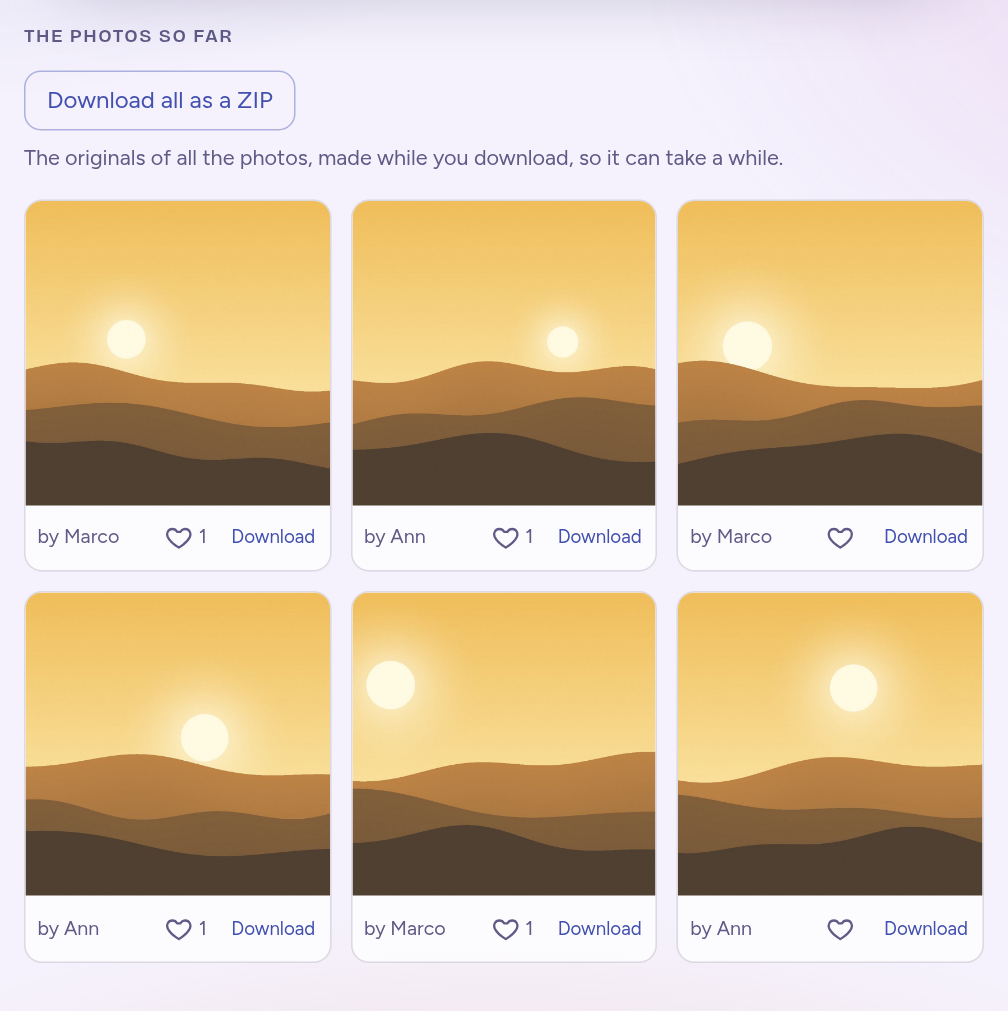 THE PHOTOS SO FAR
Download all as a ZIP
The originals of all the photos, made while you download, so it can take a while.
by Marco 1 Download
by Ann 1 Download
by Marco Download
by Ann 1 Download
by Marco 1 Download
by Ann Download